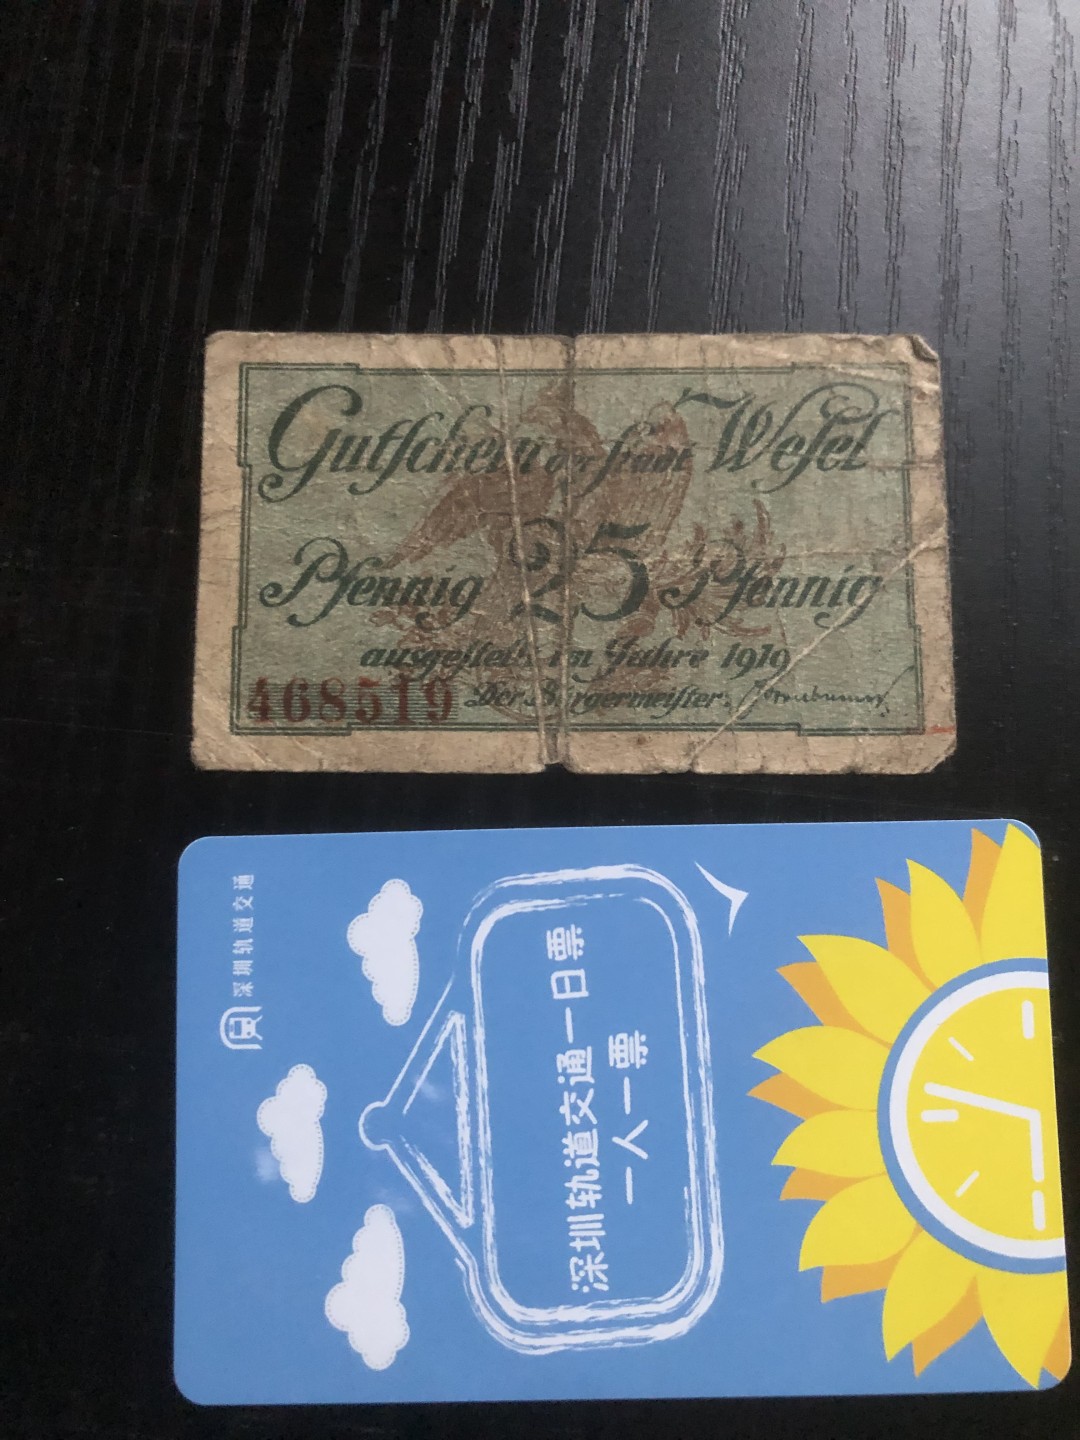 Gutschein der Stadt Wesel
Pfennig 25 Pfennig
ausgestellt im Jahre 1919
468519 Der Bürgermeister:
深圳轨道交通
深圳轨道交通一日票
一人一票